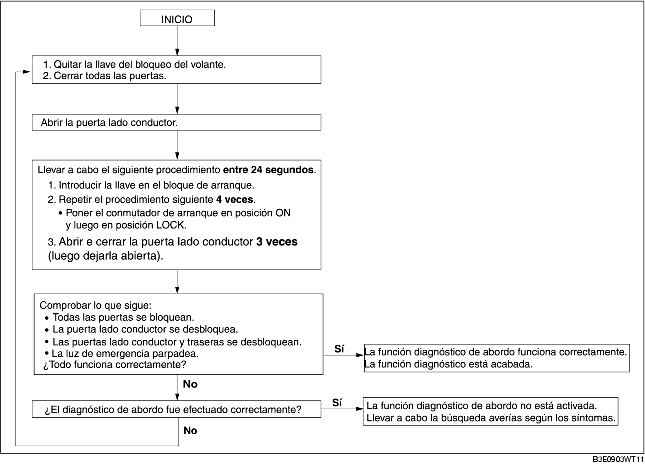 INICIO
1. Quitar la llave del bloqueo del volante.
2. Cerrar todas las puertas.
Abrir la puerta lado conductor.
Llevar a cabo el siguiente procedimiento entre 24 segundos.
1. Introducir la llave en el bloque de arranque.
2. Repetir el procedimiento siguiente 4 veces.
• Poner el conmutador de arranque en posición ON
y luego en posición LOCK.
3. Abrir e cerrar la puerta lado conductor 3 veces
(luego dejarla abierta).
Comprobar lo que sigue:
• Todas las puertas se bloquean.
• La puerta lado conductor se desbloquea.
• Las puertas lado conductor y traseras se desbloquean.
• La luz de emergencia parpadea.
¿Todo funciona correctamente?
Sí
La función diagnóstico de abordo funciona correctamente.
La función diagnóstico está acabada.
No
¿El diagnóstico de abordo fue efectuado correctamente?
Sí
La función diagnóstico de abordo no está activada.
Llevar a cabo la búsqueda averías según los síntomas.
No
B3E0903WT11